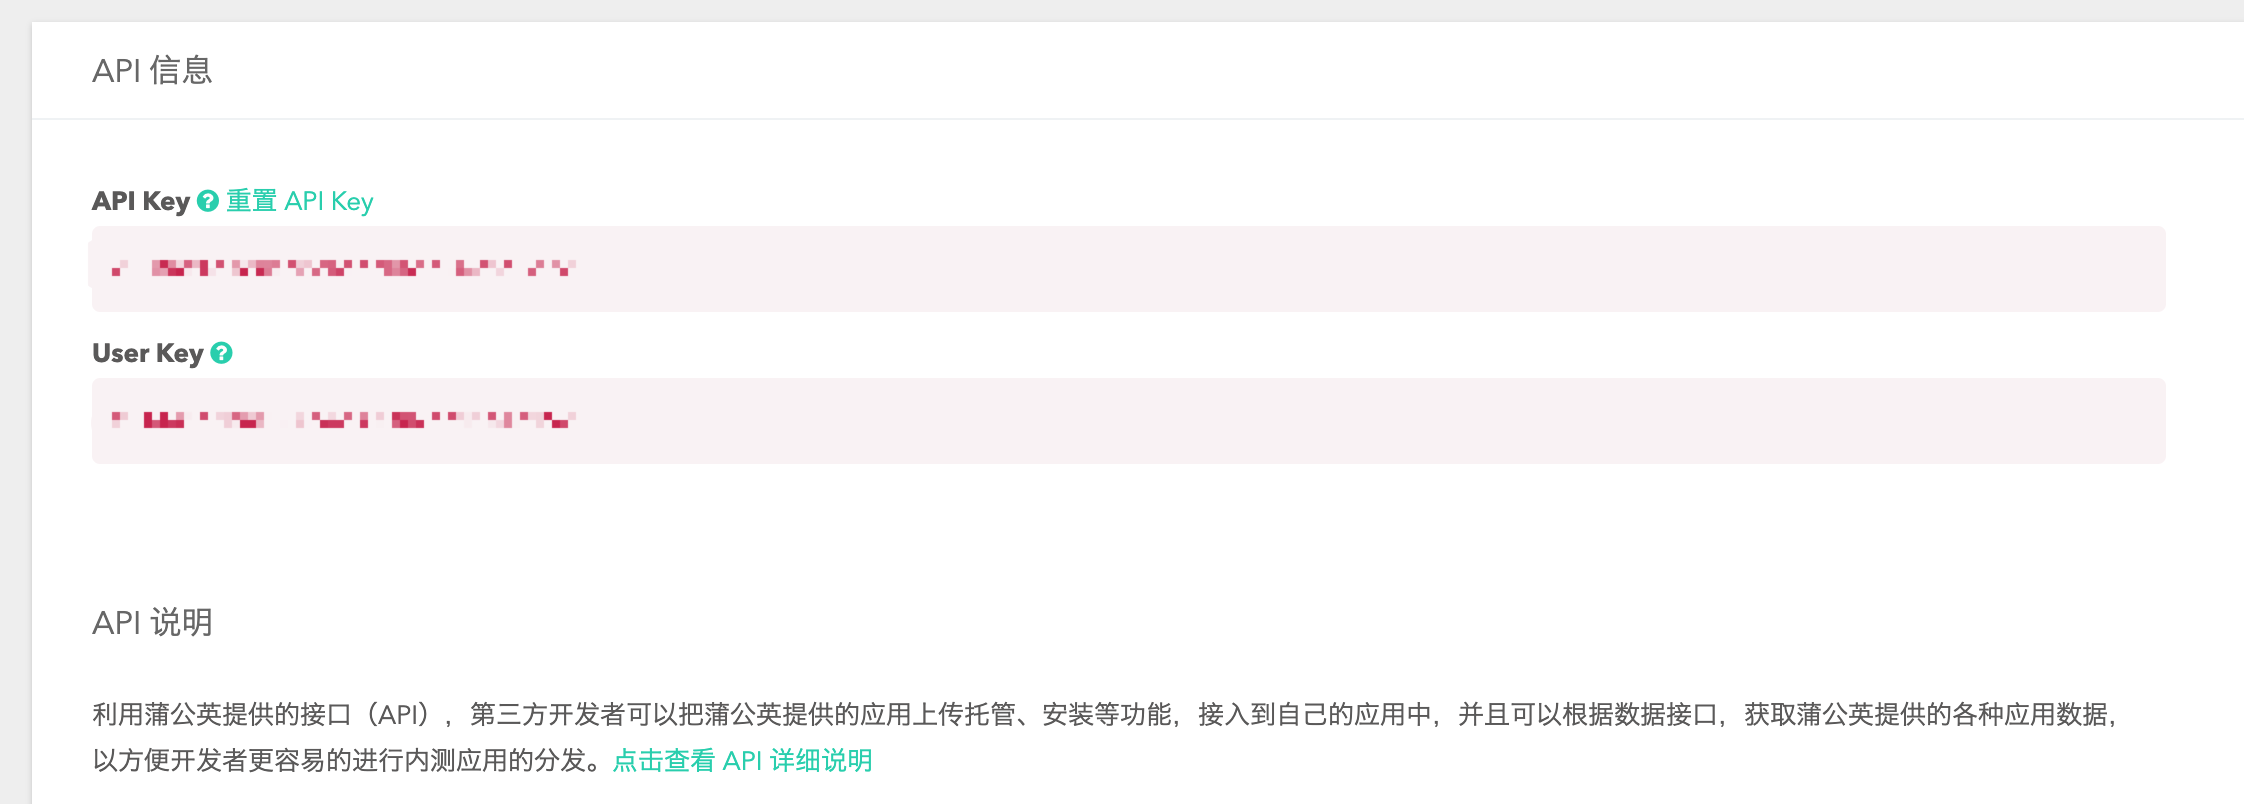 API 信息
API Key ? 重置 API Key
User Key ?
API 说明
利用蒲公英提供的接口（API），第三方开发者可以把蒲公英提供的应用上传托管、安装等功能，接入到自己的应用中，并且可以根据数据接口，获取蒲公英提供的各种应用数据，
以方便开发者更容易的进行内测应用的分发。点击查看 API 详细说明